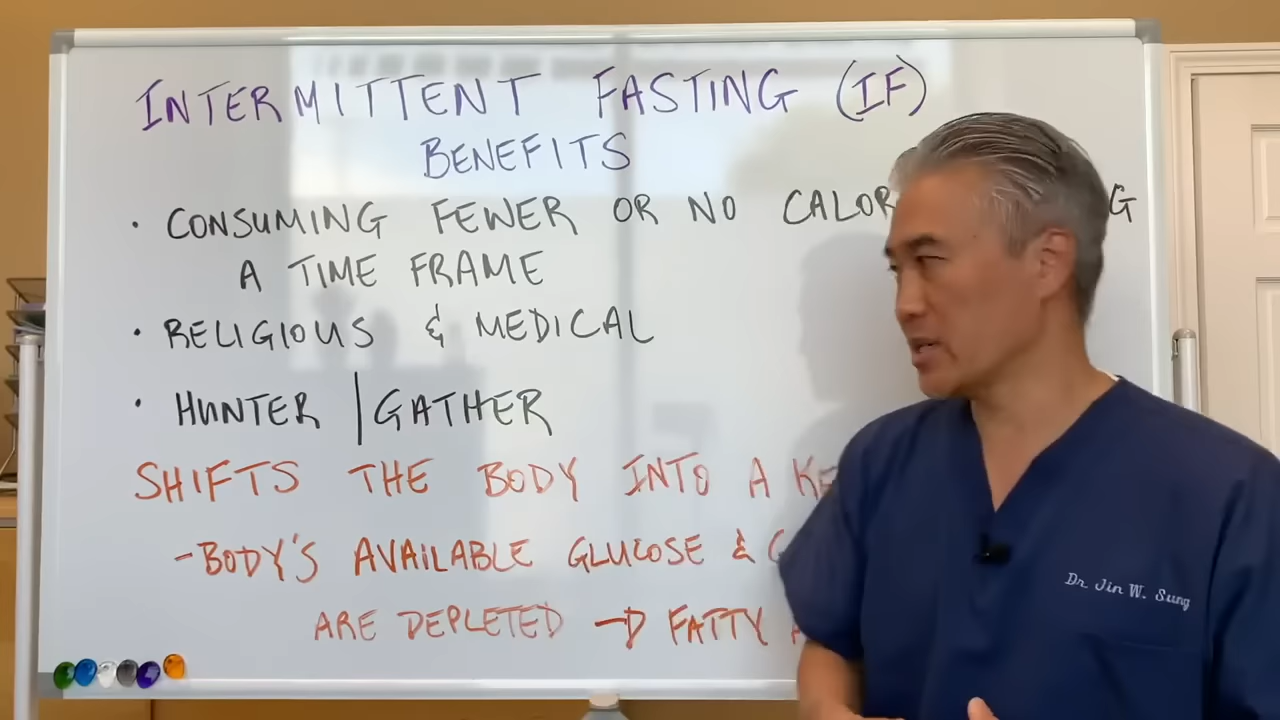 INTERMITTENT FASTING (IF)
BENEFITS
• CONSUMING FEWER OR NO
A TIME FRAME
• RELIGIOUS & MEDICAL
• HUNTER | GATHER
SHIFTS THE BODY INTO A
- BODY'S AVAILABLE GLUCOSE &
ARE DEPLETED → FATTY
Dr. Jin W. Sung